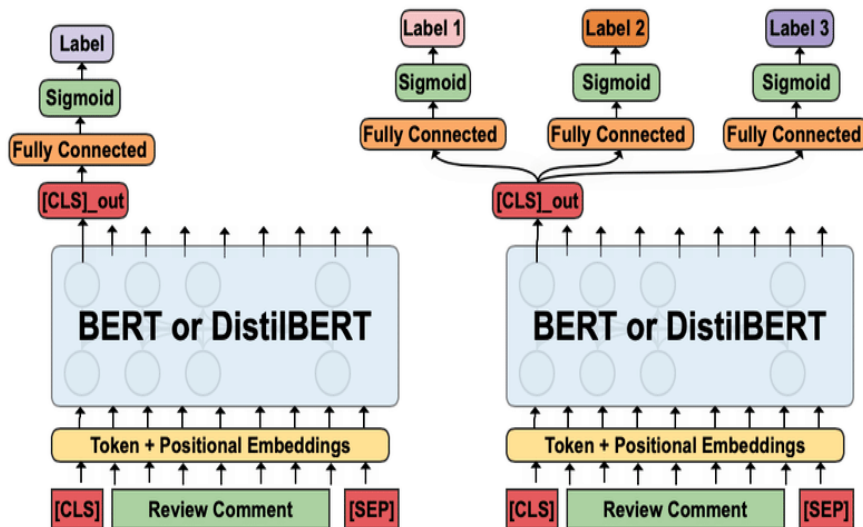 Label
Sigmoid
Fully Connected
[CLS]_out
BERT or DistilBERT
Token + Positional Embeddings
[CLS]
Review Comment
[SEP]
Label 1
Label 2
Label 3
Sigmoid
Sigmoid
Sigmoid
Fully Connected
Fully Connected
Fully Connected
[CLS]_out
BERT or DistilBERT
Token + Positional Embeddings
[CLS]
Review Comment
[SEP]